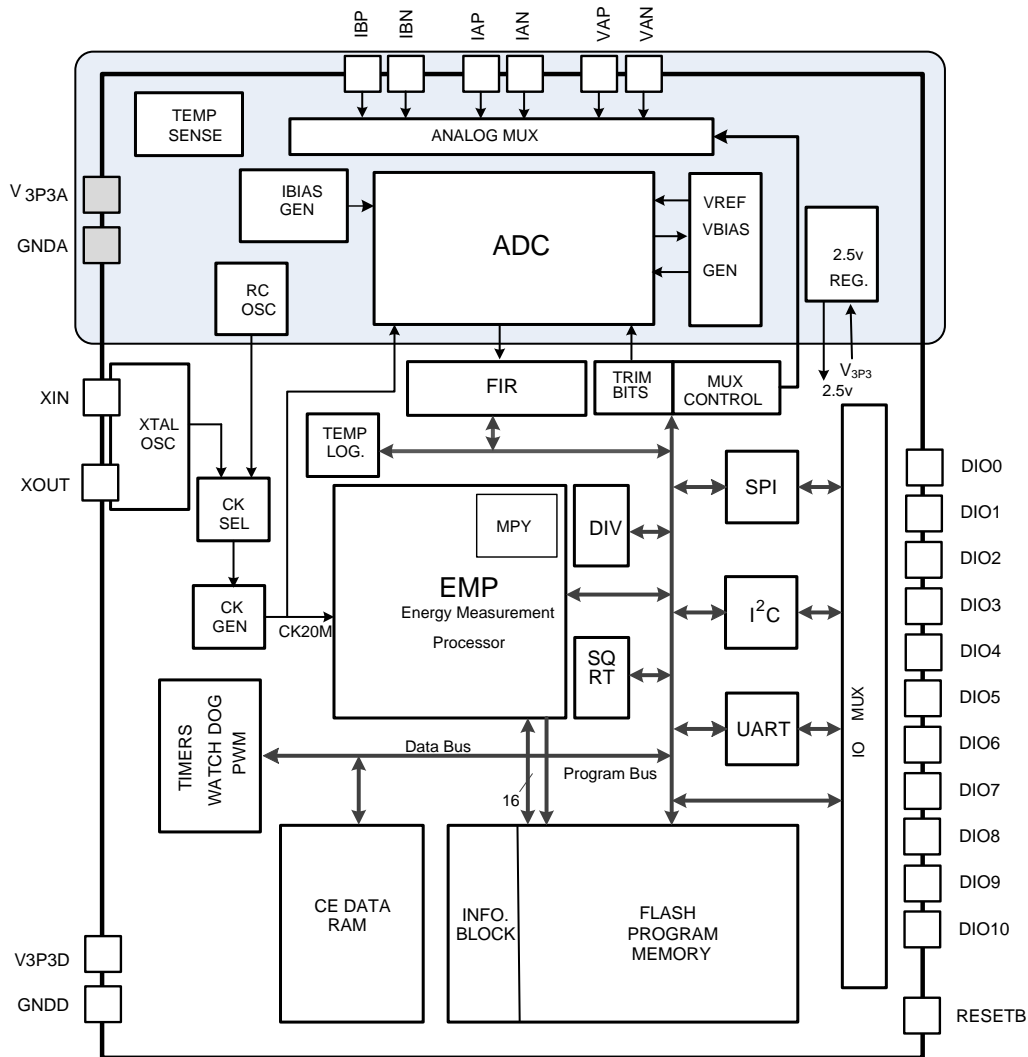 IBP
IBN
IAP
IAN
VAP
VAN
TEMP
SENSE
ANALOG MUX
V3P3A
GNDA
IBIAS
GEN
ADC
VREF
VBIAS
GEN
2.5v
REG.
RC
OSC
V3P3
2.5v
XIN
XTAL
OSC
XOUT
FIR
TRIM
BITS
MUX
CONTROL
TEMP
LOG.
CK
SEL
CK
GEN
CK20M
MPY
EMP
Energy Measurement
Processor
DIV
SQ
RT
SPI
I2C
UART
IO MUX
DIO0
DIO1
DIO2
DIO3
DIO4
DIO5
DIO6
DIO7
DIO8
DIO9
DIO10
TIMERS
WATCH DOG
PWM
Data Bus
Program Bus
16
CE DATA
RAM
INFO.
BLOCK
FLASH
PROGRAM
MEMORY
V3P3D
GNDD
RESETB